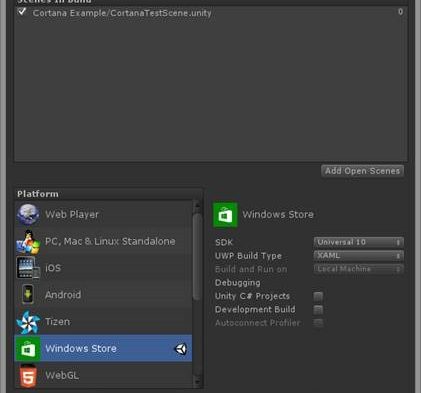 Scenes In Build
Cortana Example/CortanaTestScene.unity 0
Add Open Scenes
Platform
Web Player
PC, Mac & Linux Standalone
iOS
Android
Tizen
Windows Store
WebGL
Windows Store
SDK Universal 10
UWP Build Type XAML
Build and Run on Local Machine
Debugging
Unity C# Projects
Development Build
Autoconnect Profiler